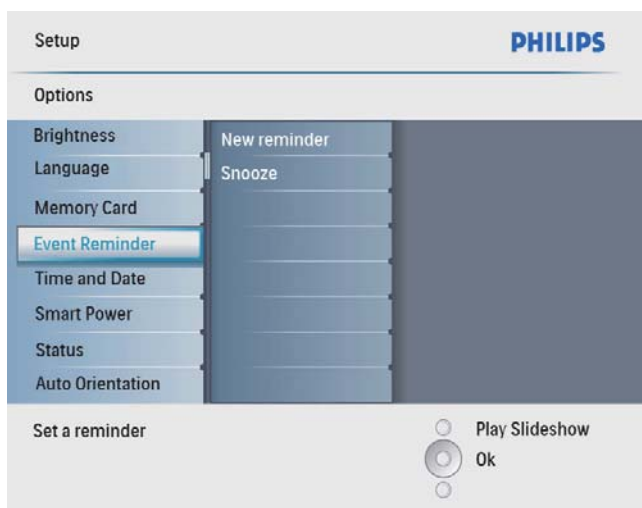 Setup
PHILIPS
Options
Brightness
Language
Memory Card
Event Reminder
Time and Date
Smart Power
Status
Auto Orientation
New reminder
Snooze
Set a reminder
Play Slideshow
Ok